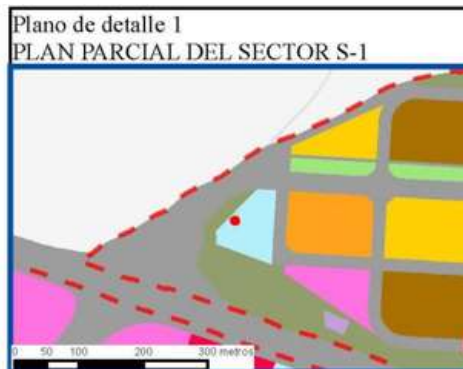 Plano de detalle 1
PLAN PARCIAL DEL SECTOR S-1
0 50 100 200 300 metros